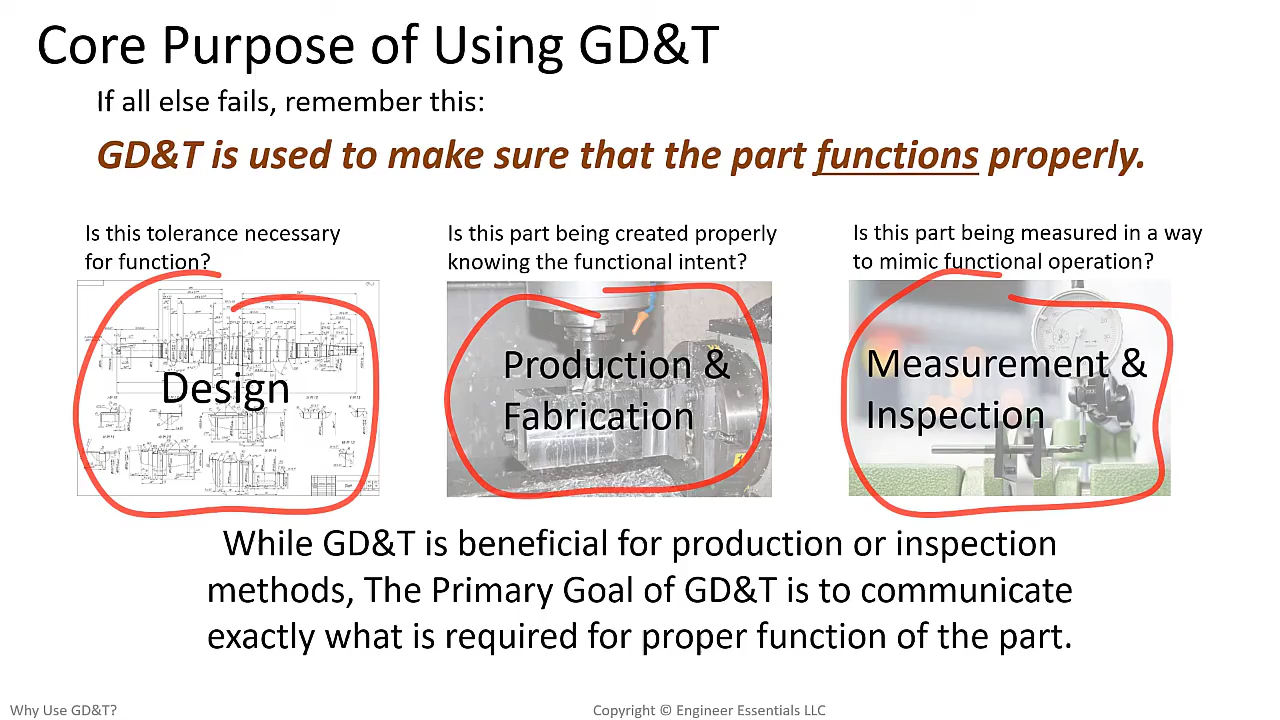 Core Purpose of Using GD&T
If all else fails, remember this:
GD&T is used to make sure that the part functions properly.
Is this tolerance necessary
for function?
Is this part being created properly
knowing the functional intent?
Is this part being measured in a way
to mimic functional operation?
Design
Production &
Fabrication
Measurement &
Inspection
While GD&T is beneficial for production or inspection
methods, The Primary Goal of GD&T is to communicate
exactly what is required for proper function of the part.
Why Use GD&T?
Copyright © Engineer Essentials LLC